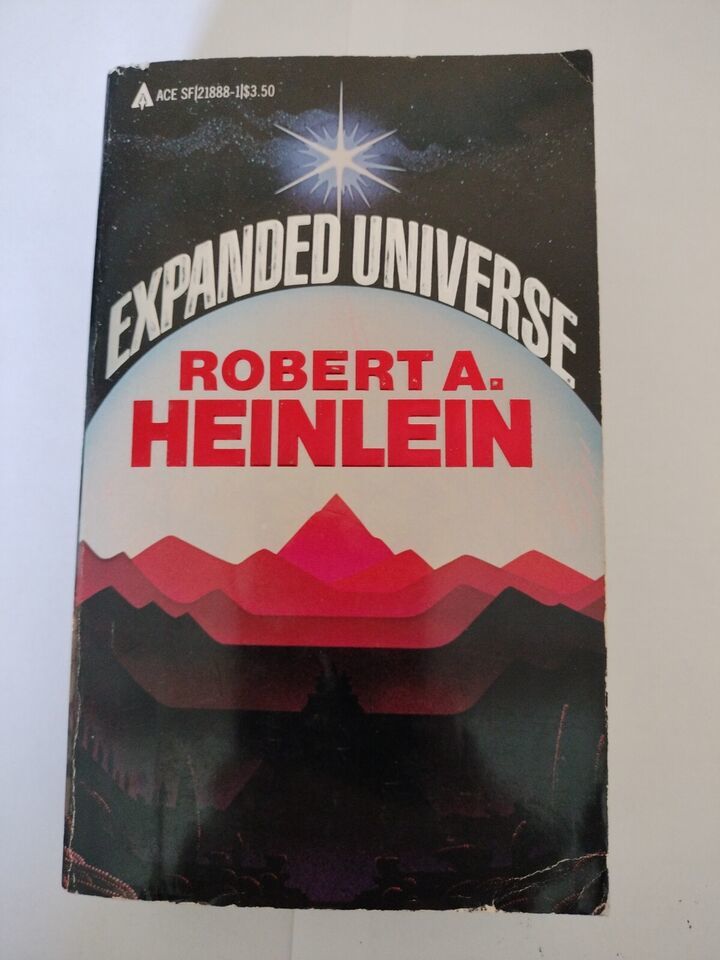 ACE SF|21888-1|$3.50
EXPANDED UNIVERSE
ROBERT A.
HEINLEIN